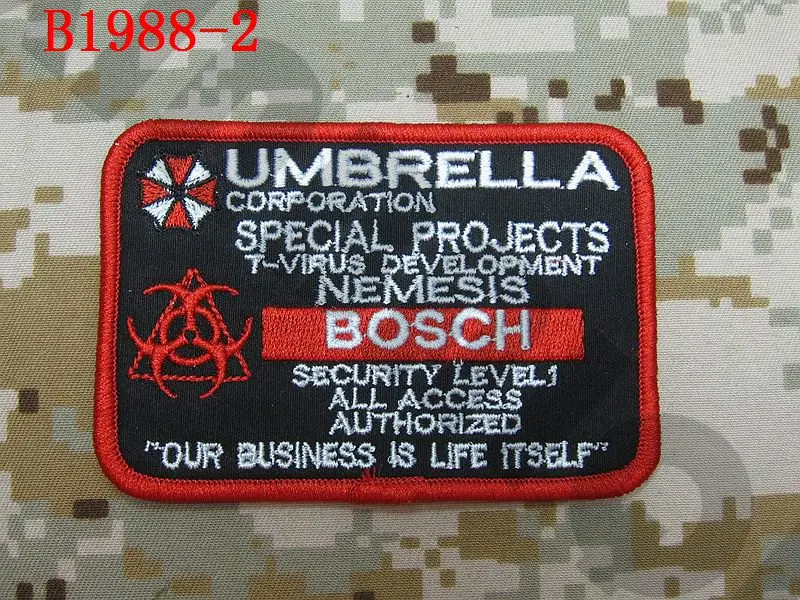 B1988-2
UMBRELLA
CORPORATION
SPECIAL PROJECTS
T-VIRUS DEVELOPMENT
NEMESIS
BOSCH
SECURITY LEVEL1
ALL ACCESS
AUTHORIZED
"OUR BUSINESS IS LIFE ITSELF"